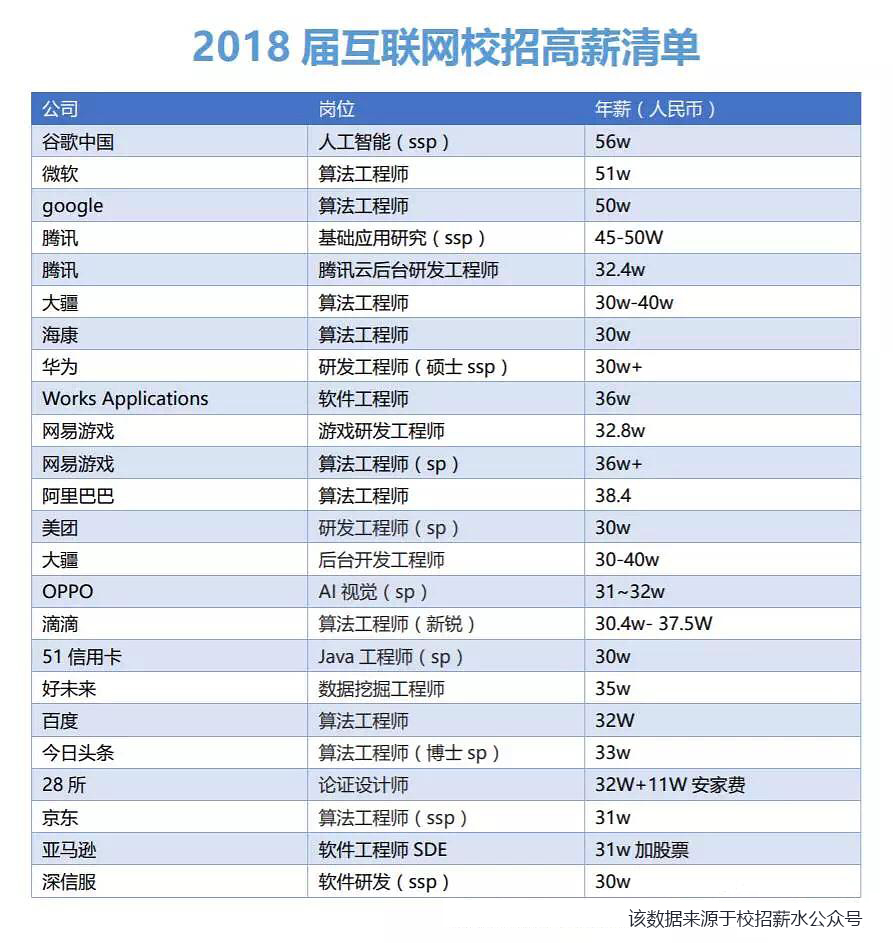 2018 届互联网校招高薪清单
公司 岗位 年薪（人民币）
谷歌中国 人工智能（ssp） 56w
微软 算法工程师 51w
google 算法工程师 50w
腾讯 基础应用研究（ssp） 45-50W
腾讯 腾讯云后台研发工程师 32.4w
大疆 算法工程师 30w-40w
海康 算法工程师 30w
华为 研发工程师（硕士 ssp） 30w+
Works Applications 软件工程师 36w
网易游戏 游戏研发工程师 32.8w
网易游戏 算法工程师（sp） 36w+
阿里巴巴 算法工程师 38.4
美团 研发工程师（sp） 30w
大疆 后台开发工程师 30-40w
OPPO AI 视觉（sp） 31~32w
滴滴 算法工程师（新锐） 30.4w- 37.5W
51 信用卡 Java 工程师（sp） 30w
好未来 数据挖掘工程师 35w
百度 算法工程师 32W
今日头条 算法工程师（博士 sp） 33w
28 所 论证设计师 32W+11W 安家费
京东 算法工程师（ssp） 31w
亚马逊 软件工程师 SDE 31w 加股票
深信服 软件研发（ssp） 30w
该数据来源于校招薪水公众号